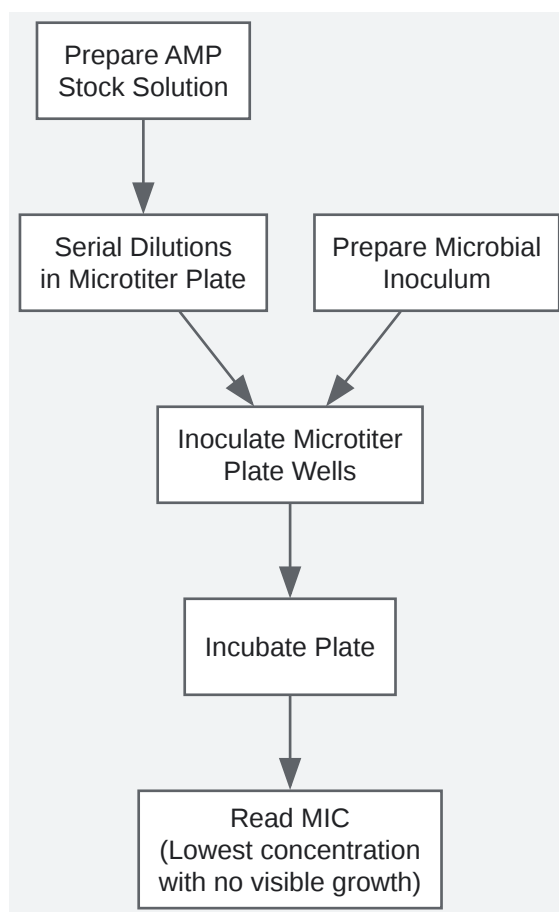 Prepare AMP
Stock Solution
Serial Dilutions
in Microtiter Plate
Prepare Microbial
Inoculum
Inoculate Microtiter
Plate Wells
Incubate Plate
Read MIC
(Lowest concentration
with no visible growth)